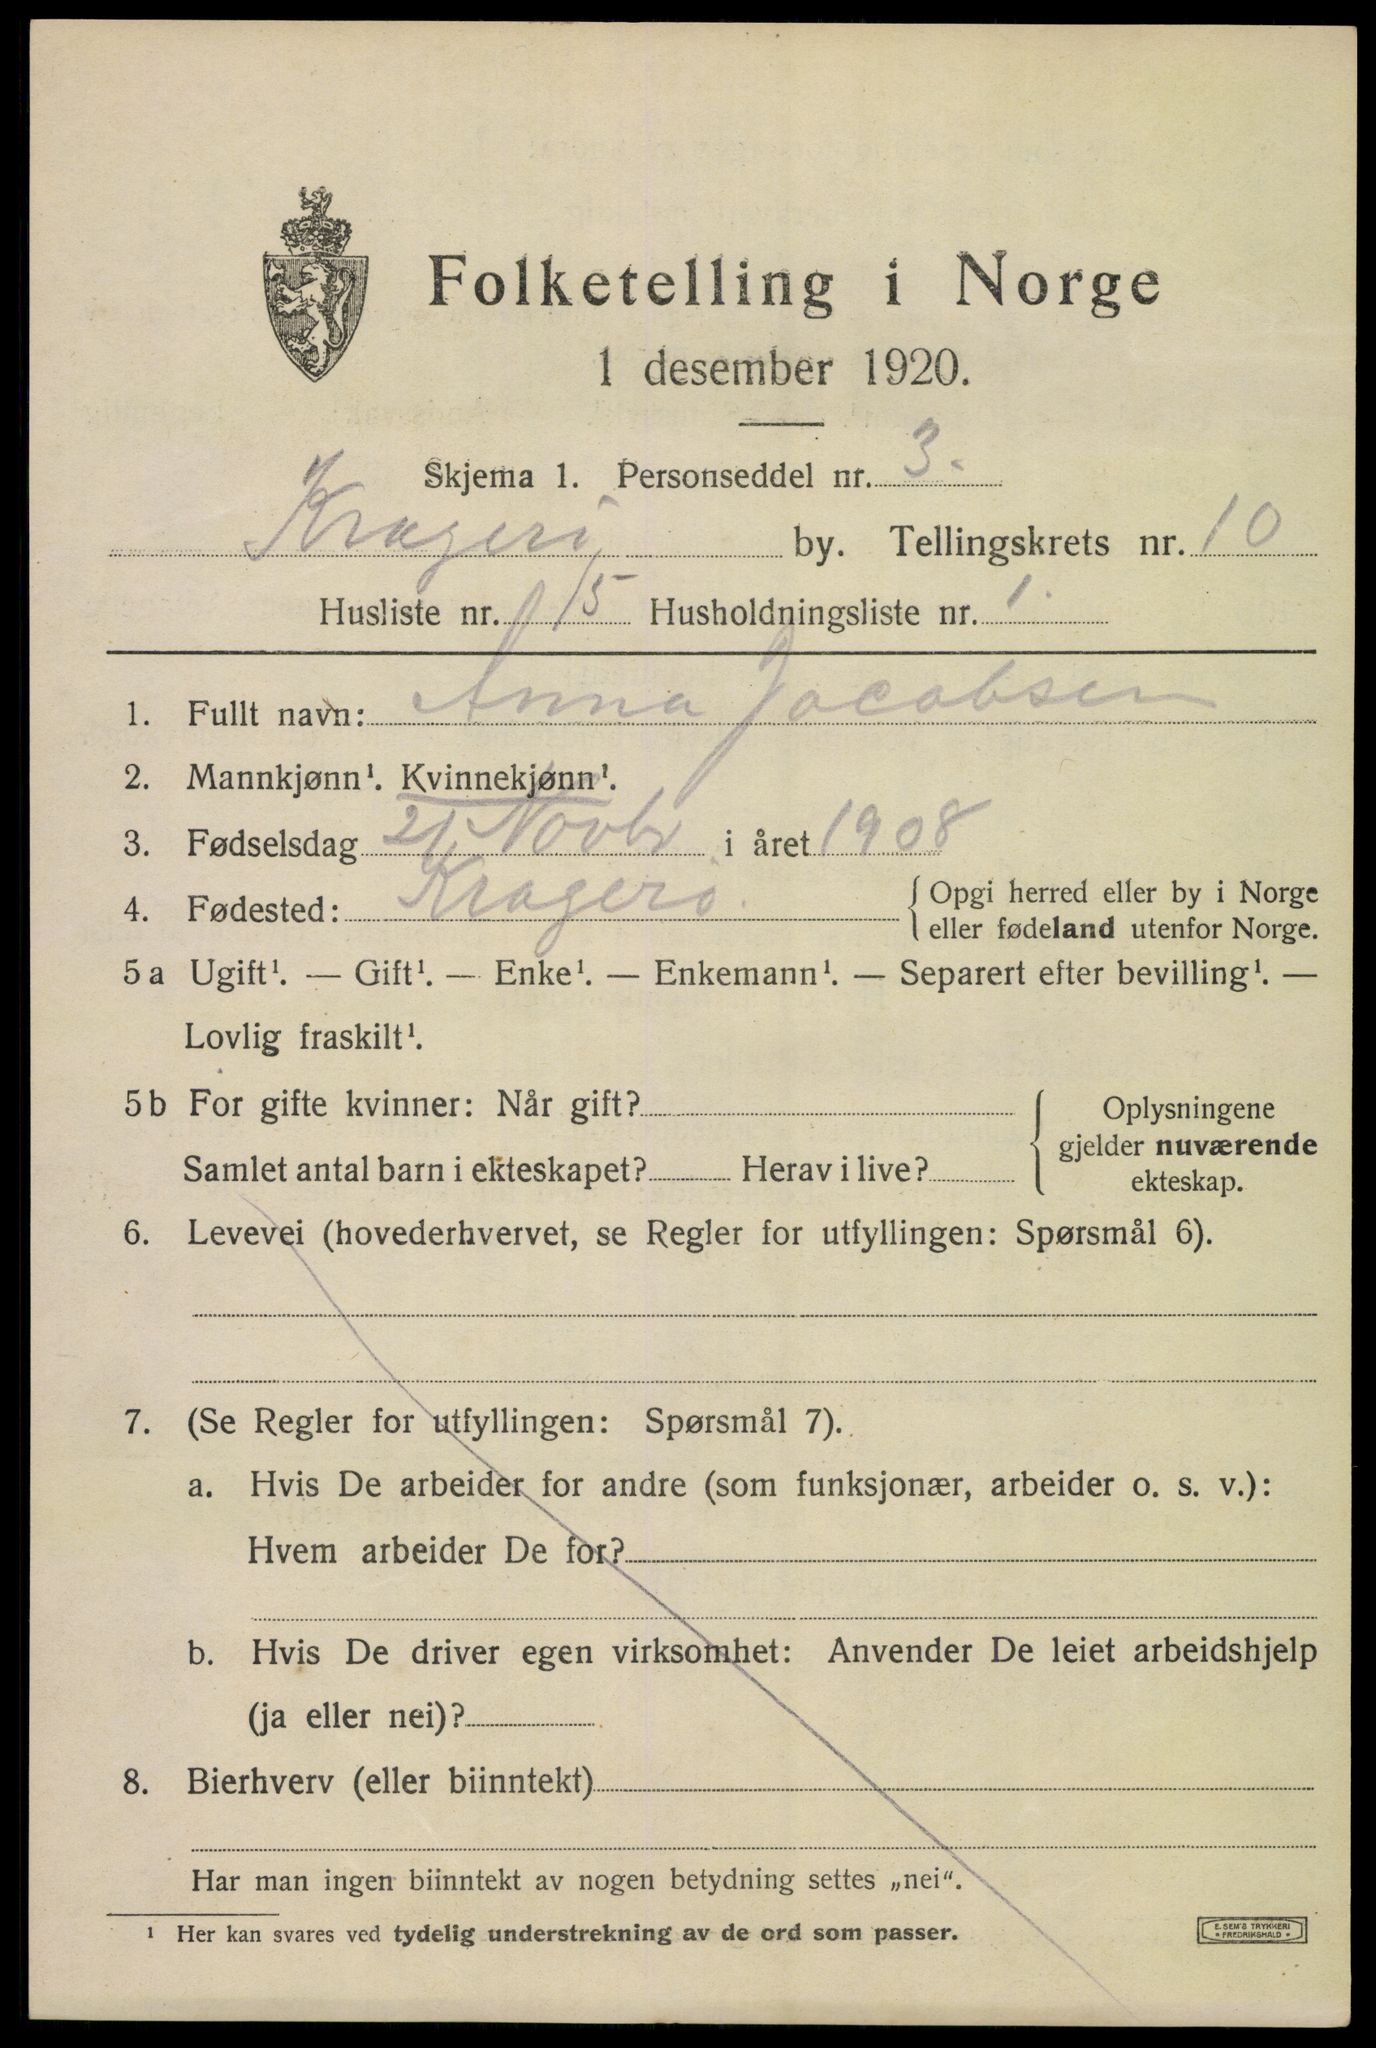 Folketelling i Norge
1 desember 1920.
Skjema 1. Personseddel nr. 3.
Kragerö by. Tellingskrets nr. 10
Husliste nr. 15 Husholdningsliste nr. 1.
1. Fullt navn: Anna Jacobsen
2. Mannkjønn¹. Kvinnekjønn¹.
3. Fødselsdag 21 Novbr i året 1908
4. Fødested: Kragerö. { Opgi herred eller by i Norge
eller fødeland utenfor Norge.
5 a Ugift¹. — Gift¹. — Enke¹. — Enkemann¹. — Separert efter bevilling¹. —
Lovlig fraskilt¹.
5 b For gifte kvinner: Når gift? { Oplysningene
gjelder nuværende
Samlet antal barn i ekteskapet? Herav i live?
ekteskap.
6. Levevei (hovederhvervet, se Regler for utfyllingen: Spørsmål 6).
7. (Se Regler for utfyllingen: Spørsmål 7).
a. Hvis De arbeider for andre (som funksjonær, arbeider o. s. v.):
Hvem arbeider De for?
b. Hvis De driver egen virksomhet: Anvender De leiet arbeidshjelp
(ja eller nei)?
8. Bierhverv (eller biinntekt)
Har man ingen biinntekt av nogen betydning settes „nei“.
¹ Her kan svares ved tydelig understrekning av de ord som passer.
E. SEM'S TRYKKERI
* FREDRIKSHALD *